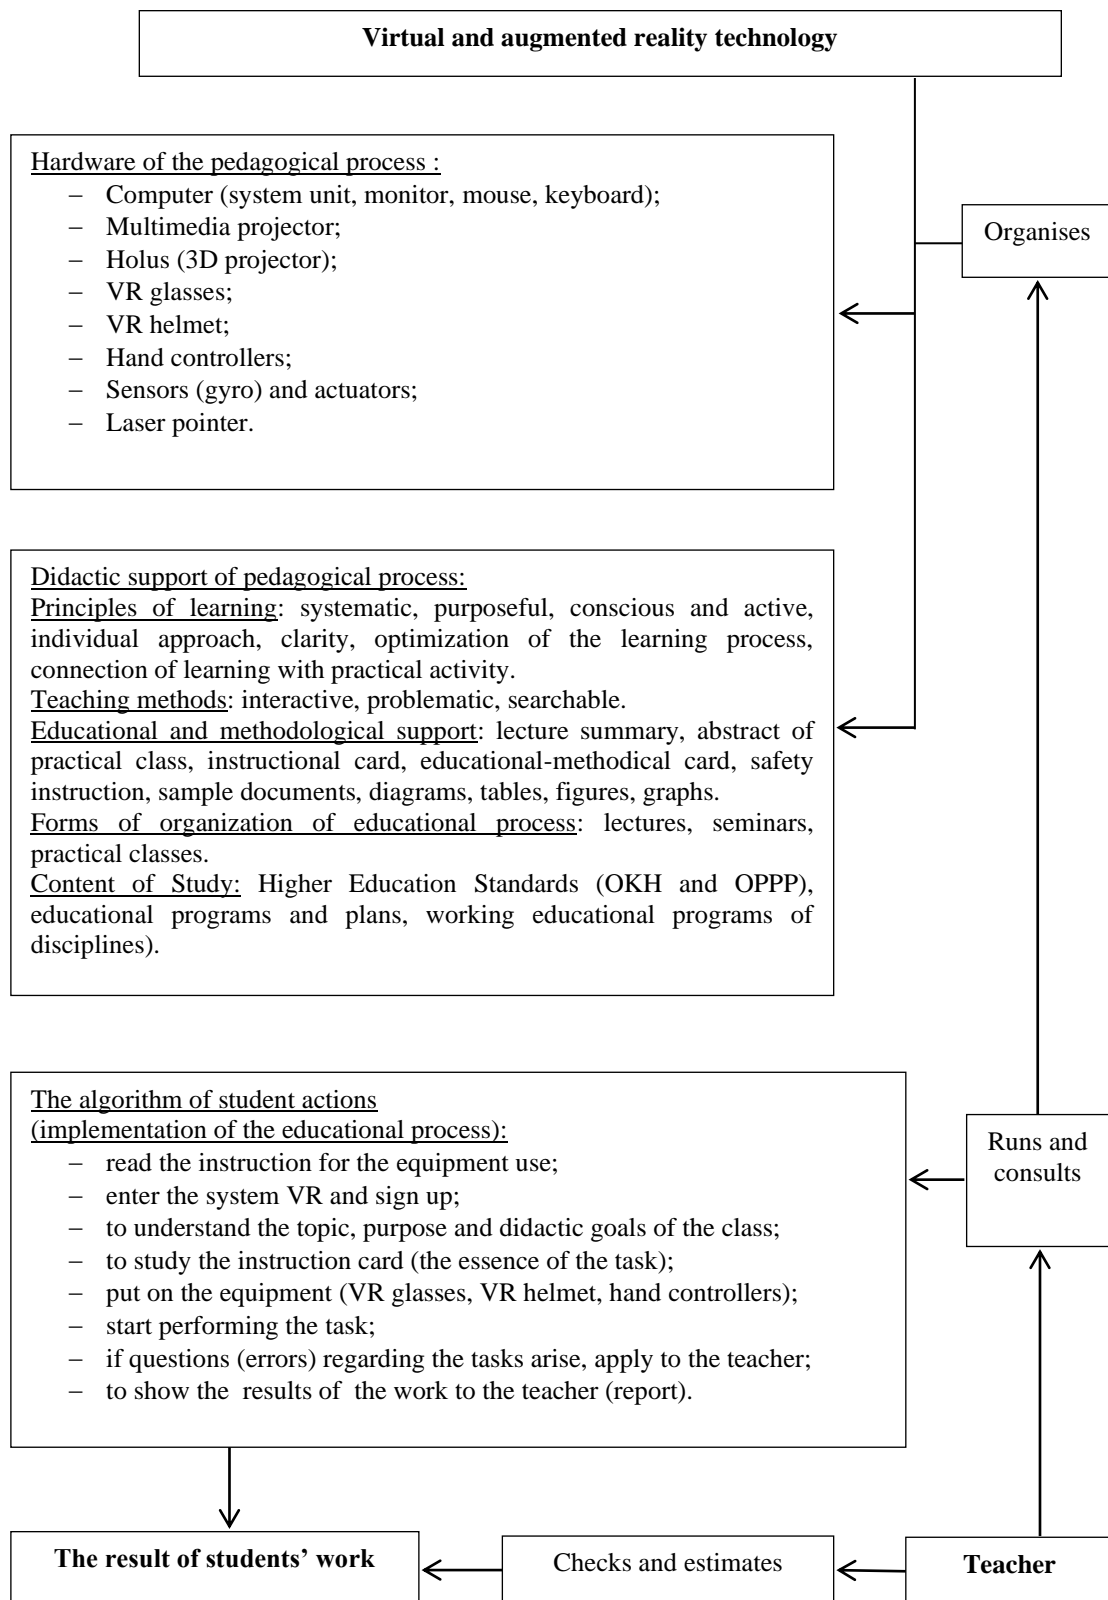 Virtual and augmented reality technology
Hardware of the pedagogical process :
– Computer (system unit, monitor, mouse, keyboard);
– Multimedia projector;
– Holus (3D projector);
– VR glasses;
– VR helmet;
– Hand controllers;
– Sensors (gyro) and actuators;
– Laser pointer.
Organises
Didactic support of pedagogical process:
Principles of learning: systematic, purposeful, conscious and active,
individual approach, clarity, optimization of the learning process,
connection of learning with practical activity.
Teaching methods: interactive, problematic, searchable.
Educational and methodological support: lecture summary, abstract of
practical class, instructional card, educational-methodical card, safety
instruction, sample documents, diagrams, tables, figures, graphs.
Forms of organization of educational process: lectures, seminars,
practical classes.
Content of Study: Higher Education Standards (OKH and OPPP),
educational programs and plans, working educational programs of
disciplines).
The algorithm of student actions
(implementation of the educational process):
– read the instruction for the equipment use;
– enter the system VR and sign up;
– to understand the topic, purpose and didactic goals of the class;
– to study the instruction card (the essence of the task);
– put on the equipment (VR glasses, VR helmet, hand controllers);
– start performing the task;
– if questions (errors) regarding the tasks arise, apply to the teacher;
– to show the results of the work to the teacher (report).
Runs and
consults
The result of students’ work
Checks and estimates
Teacher